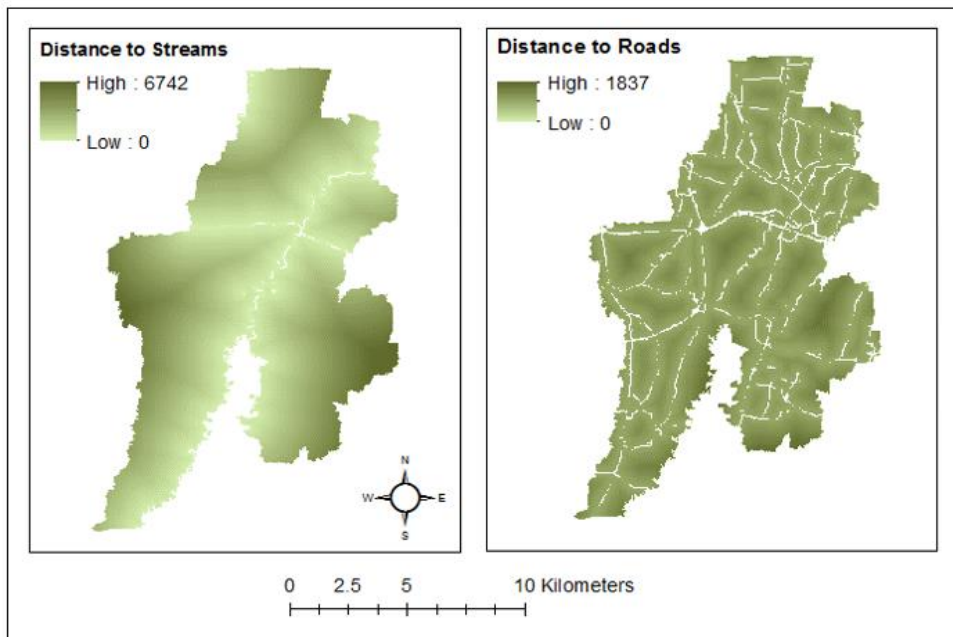 Distance to Streams
High : 6742
Low : 0
Distance to Roads
High : 1837
Low : 0
N
W
E
S
0 2.5 5 10 Kilometers